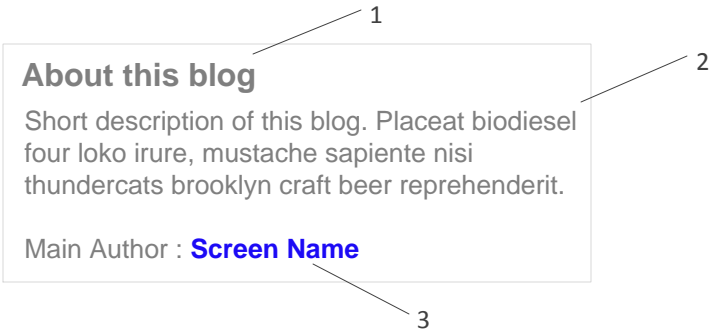 1
About this blog
2
Short description of this blog. Placeat biodiesel
four loko irure, mustache sapiente nisi
thundercats brooklyn craft beer reprehenderit.
Main Author : Screen Name
3